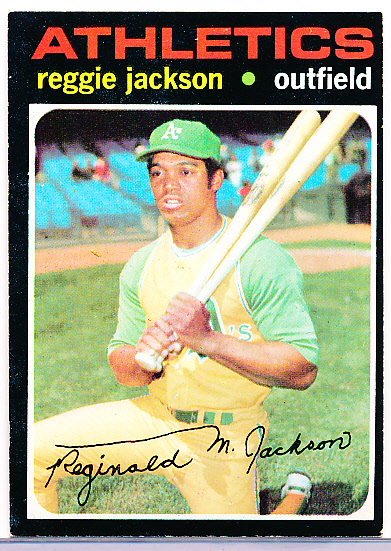 ATHLETICS
reggie jackson • outfield
A's
's
Reginald M. Jackson